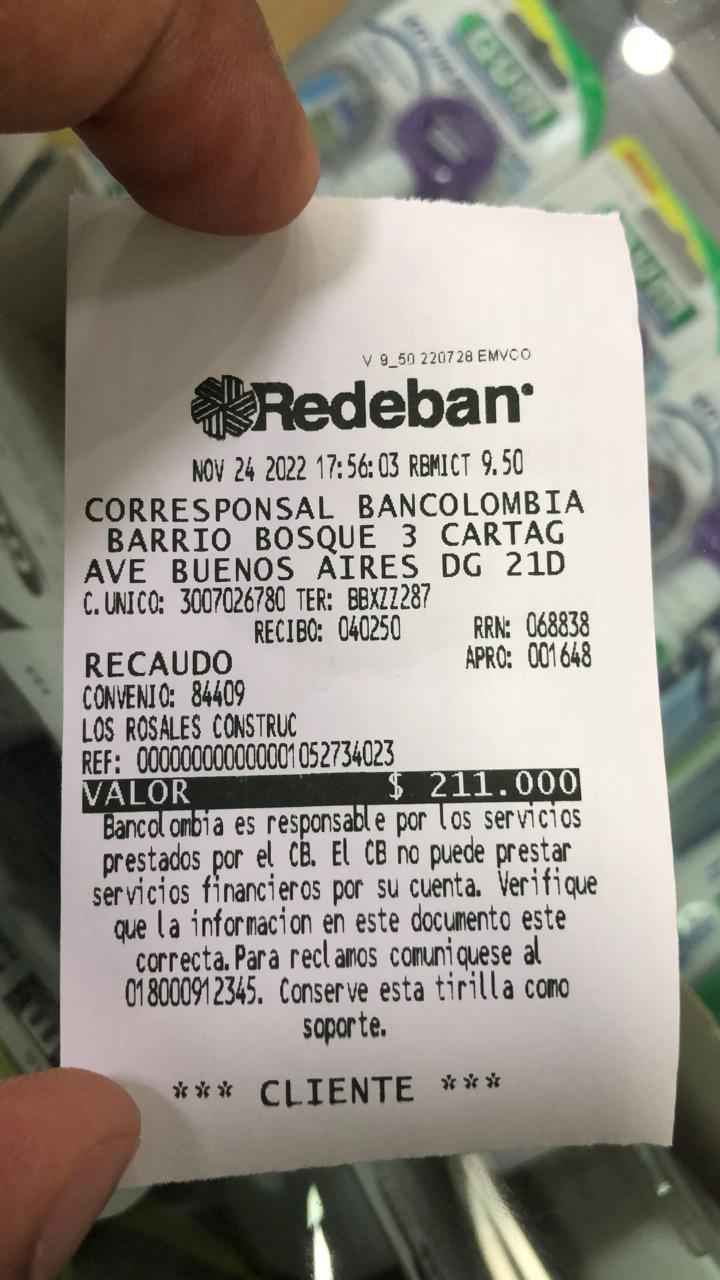 GUM
V 9_50 220728 EMVCO
Redeban
NOV 24 2022 17:56:03 RBMICT 9.50
CORRESPONSAL BANCOLOMBIA
BARRIO BOSQUE 3 CARTAG
AVE BUENOS AIRES DG 21D
C.UNICO: 3007026780 TER: BBXZZ287
RECIBO: 040250 RRN: 068838
RECAUDO APRO: 001648
CONVENIO: 84409
LOS ROSALES CONSTRUC
REF: 0000000000000001052734023
VALOR $ 211.000
Bancolombia es responsable por los servicios
prestados por el CB. El CB no puede prestar
servicios financieros por su cuenta. Verifique
que la informacion en este documento este
correcta.Para reclamos comuniquese al
018000912345. Conserve esta tirilla como
soporte.
*** CLIENTE ***